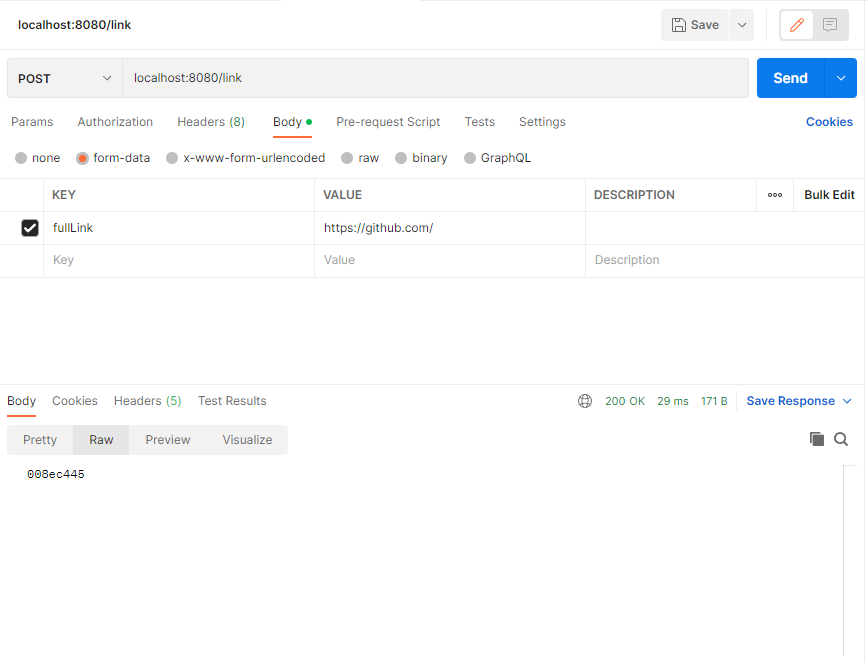 localhost:8080/link
Save
POST localhost:8080/link Send
Params Authorization Headers (8) Body Pre-request Script Tests Settings Cookies
none form-data x-www-form-urlencoded raw binary GraphQL
KEY VALUE DESCRIPTION Bulk Edit
fullLink https://github.com/
Key Value Description
Body Cookies Headers (5) Test Results 200 OK 29 ms 171 B Save Response
Pretty Raw Preview Visualize
008ec445